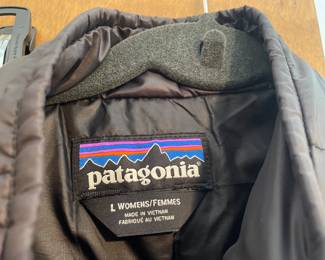 patagonia
L WOMENS/FEMMES
MADE IN VIETNAM
FABRIQUÉ AU VIETNAM